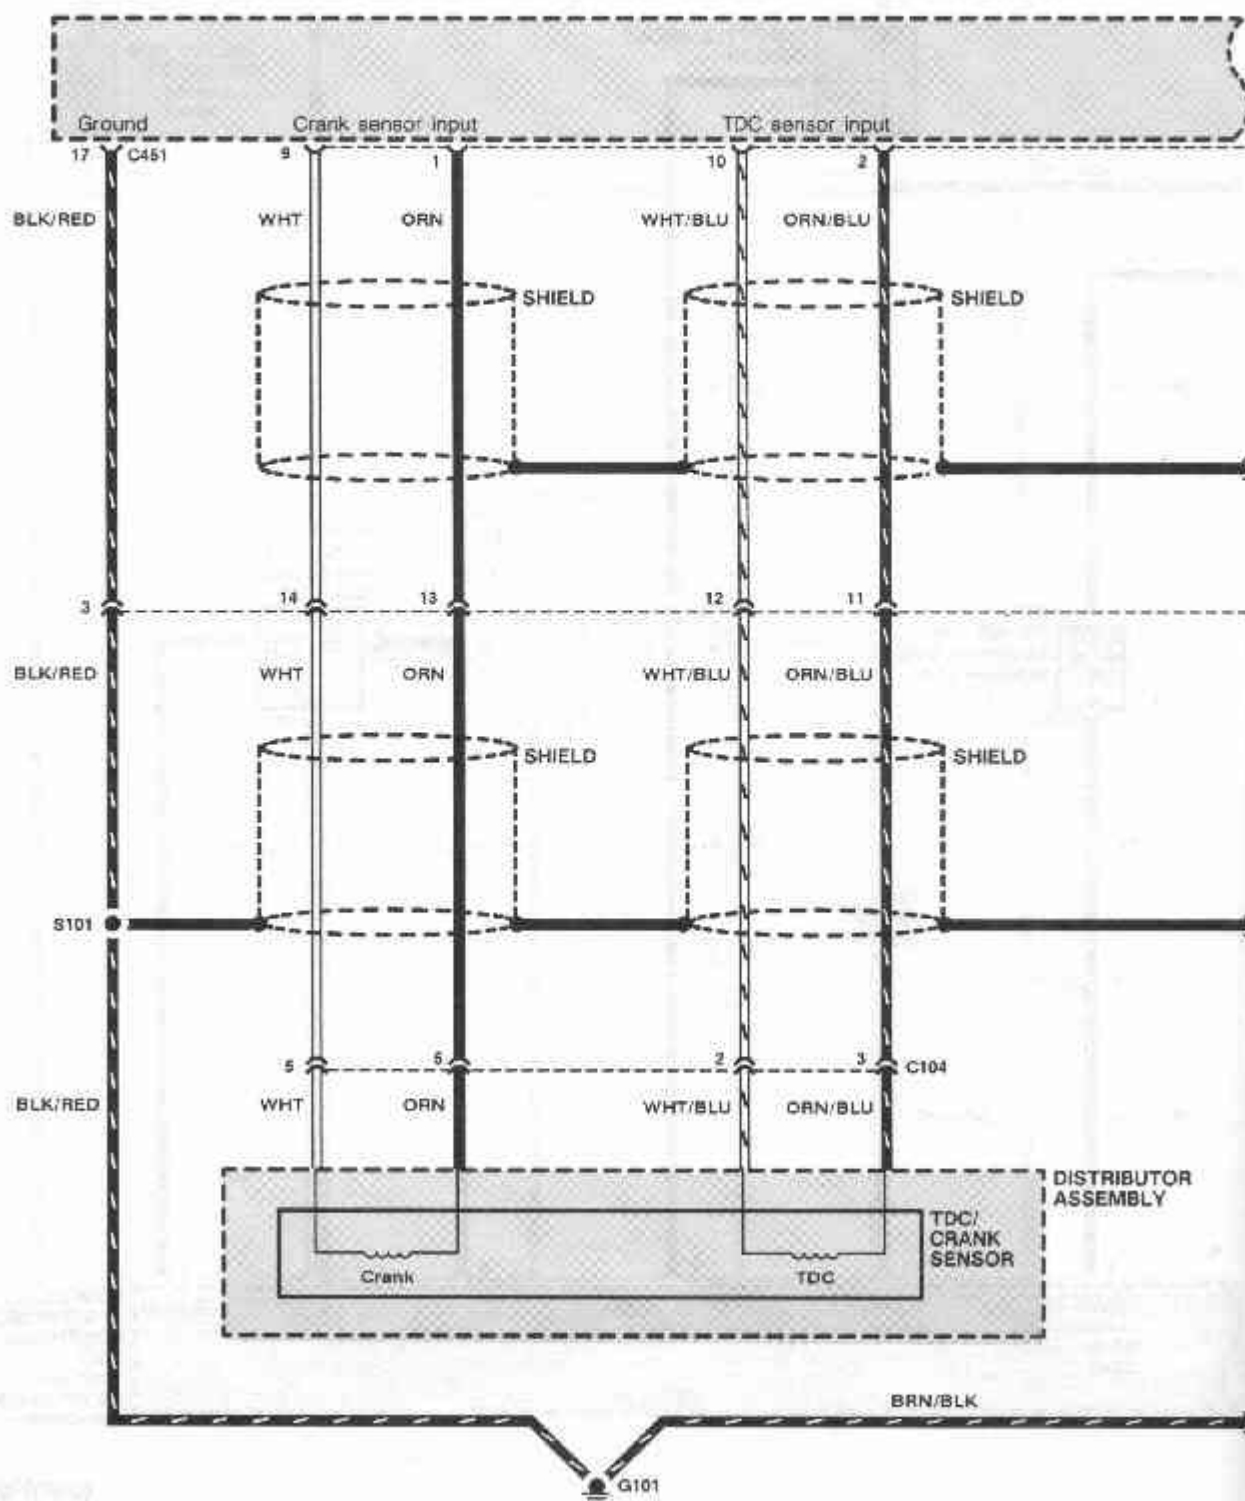 Ground Crank sensor input TDC sensor input
17 C451 9 1 10 2
BLK/RED WHT ORN WHT/BLU ORN/BLU
SHIELD SHIELD
3 14 13 12 11
BLK/RED WHT ORN WHT/BLU ORN/BLU
SHIELD SHIELD
S101
5 6 2 3 C104
BLK/RED WHT ORN WHT/BLU ORN/BLU
DISTRIBUTOR
ASSEMBLY
TDC/
CRANK
SENSOR
Crank TDC
BRN/BLK
G101